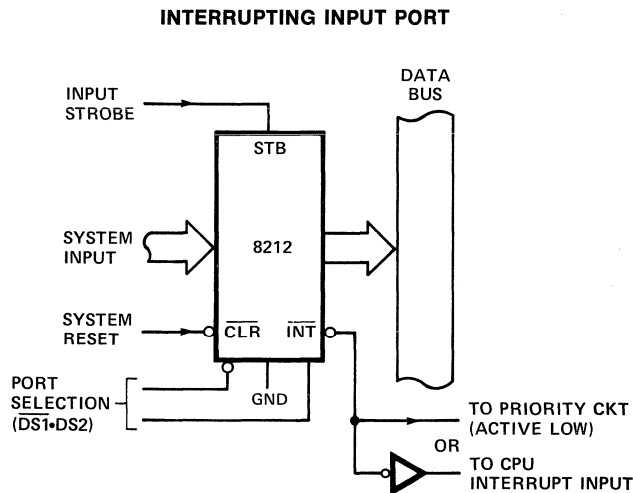 INTERRUPTING INPUT PORT
DATA
BUS
INPUT
STROBE
STB
SYSTEM
INPUT
8212
SYSTEM
RESET
CLR
INT
PORT
SELECTION
(DS1•DS2)
GND
TO PRIORITY CKT
(ACTIVE LOW)
OR
TO CPU
INTERRUPT INPUT